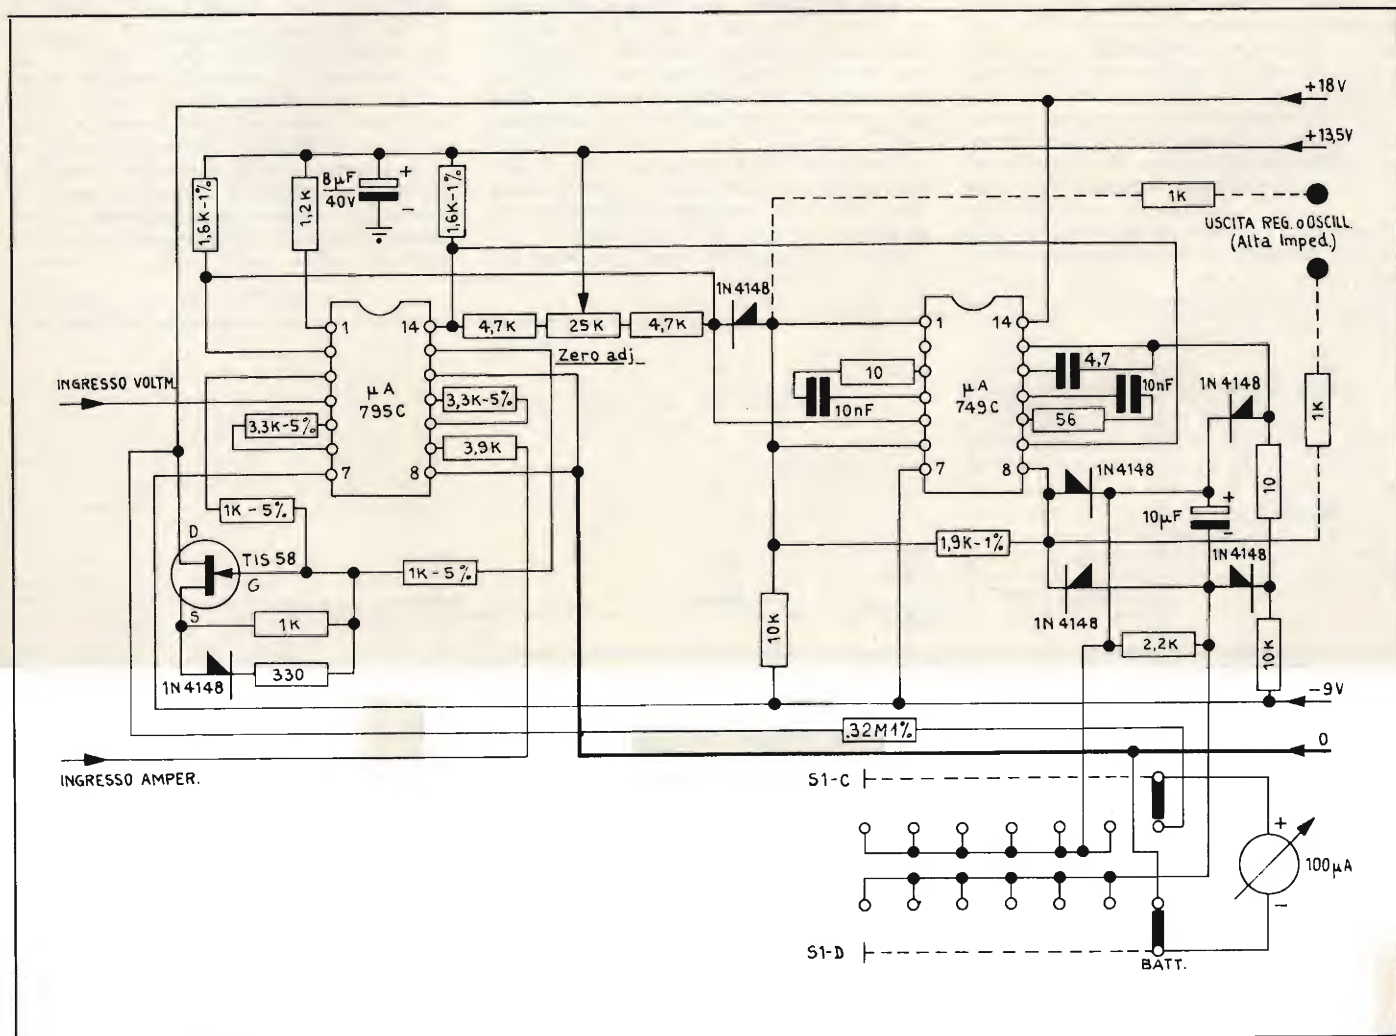 +18V
+13,5V
1,6K-1%
1,2K
8µF
40V
+
-
1,6K-1%
1K
USCITA REG. o OSCILL.
(Alta Imped.)
1N4148
1
14
4,7K
25K
4,7K
Zero adj
µA
795C
1
14
µA
749C
4,7
10
10nF
10nF
56
1N4148
1K
INGRESSO VOLTM.
3,3K-5%
3,3K-5%
3,9K
7
8
7
8
1N4148
10
1K-5%
10µF
+
-
1,9K-1%
1N4148
D
TIS 58
G
S
1K-5%
1N4148
1K
10K
2,2K
10K
330
1N4148
-9V
.32M1%
0
INGRESSO AMPER.
S1-C
+
100µA
-
S1-D
BATT.